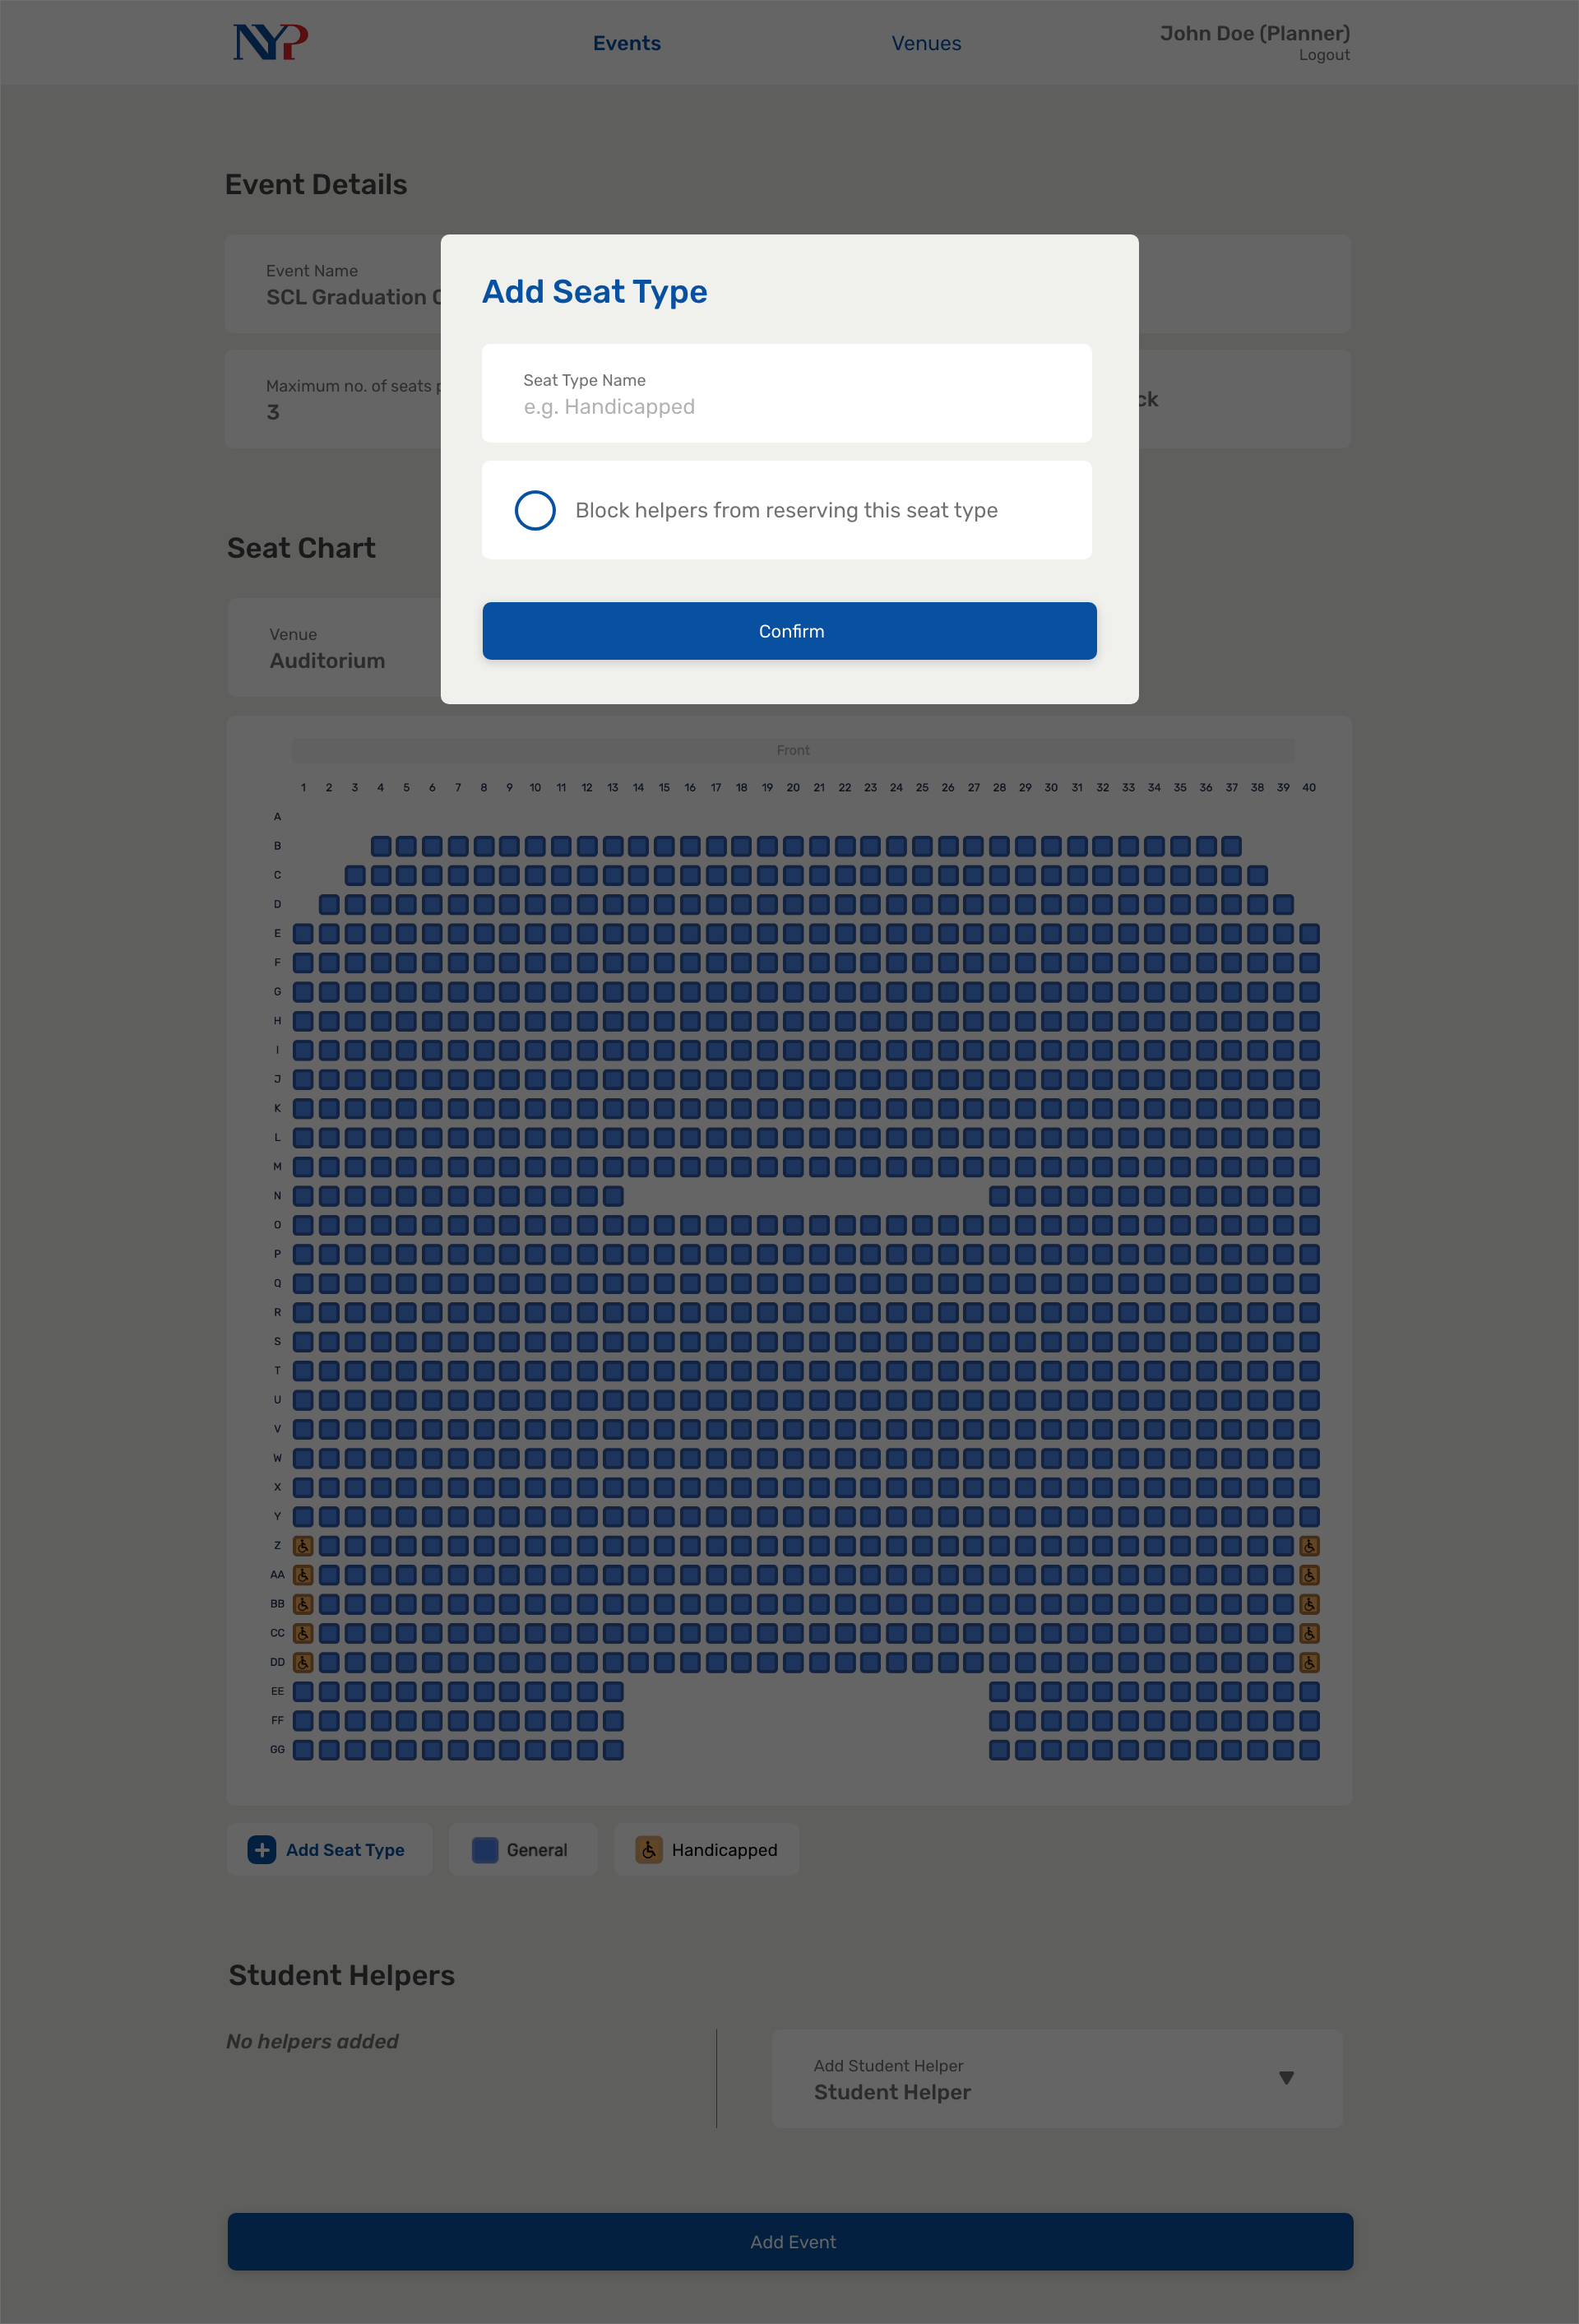 NYP
Events
Venues
John Doe (Planner)
Logout
Event Details
Event Name
SCL Graduation
Maximum no. of seats
3
ck
Add Seat Type
Seat Type Name
e.g. Handicapped
Block helpers from reserving this seat type
Confirm
Seat Chart
Venue
Auditorium
Front
1 2 3 4 5 6 7 8 9 10 11 12 13 14 15 16 17 18 19 20 21 22 23 24 25 26 27 28 29 30 31 32 33 34 35 36 37 38 39 40
A
B
C
D
E
F
G
H
I
J
K
L
M
N
O
P
Q
R
S
T
U
V
W
X
Y
Z
AA
BB
CC
DD
EE
FF
GG
Add Seat Type
General
Handicapped
Student Helpers
No helpers added
Add Student Helper
Student Helper
Add Event